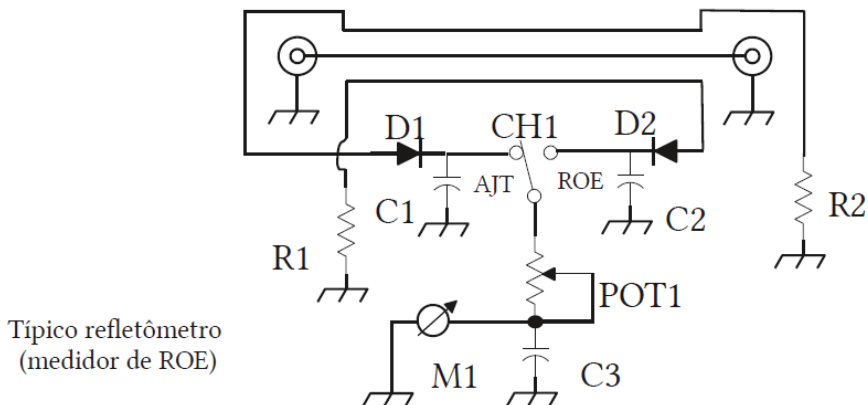 D1
CH1
D2
AJT
ROE
C1
C2
R2
R1
POT1
Típico refletômetro
(medidor de ROE)
M1
C3